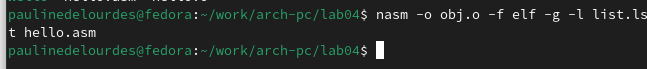 paulinedelourdes@fedora:~/work/arch-pc/lab04$ nasm -o obj.o -f elf -g -l list.ls
t hello.asm
paulinedelourdes@fedora:~/work/arch-pc/lab04$